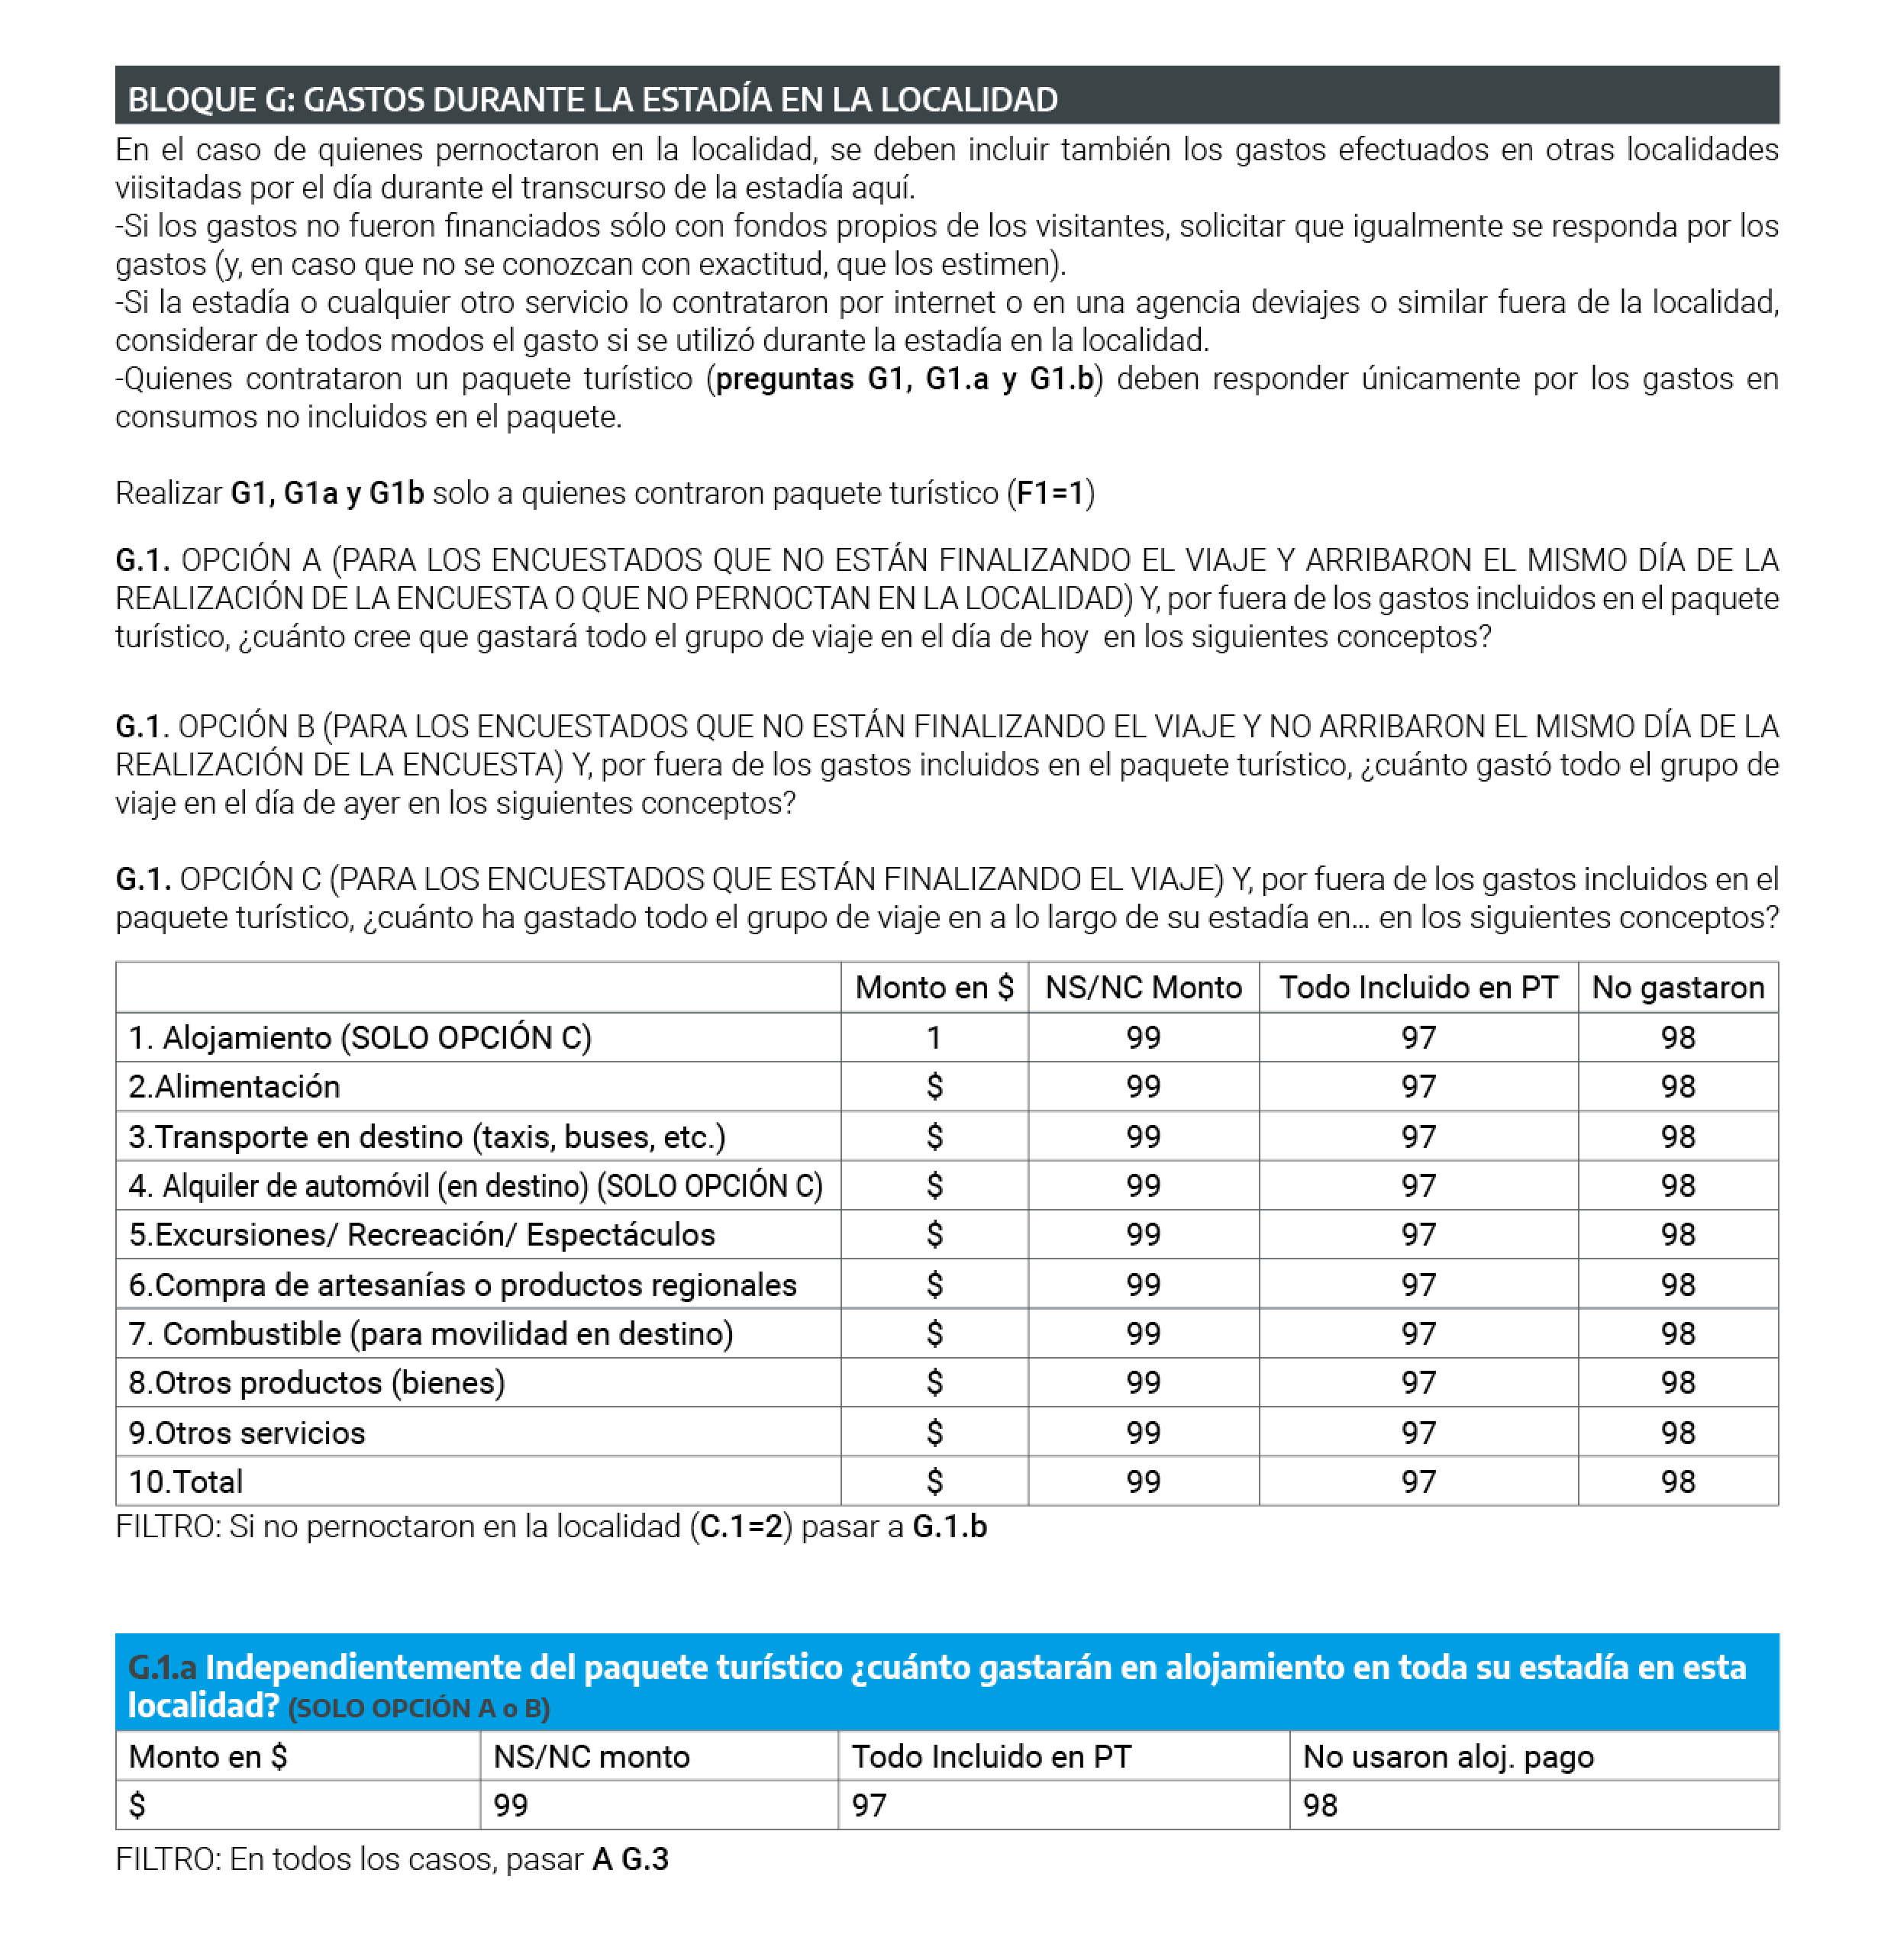 BLOQUE G: GASTOS DURANTE LA ESTADÍA EN LA LOCALIDAD
En el caso de quienes pernoctaron en la localidad, se deben incluir también los gastos efectuados en otras localidades
viisitadas por el día durante el transcurso de la estadía aquí.
-Si los gastos no fueron financiados sólo con fondos propios de los visitantes, solicitar que igualmente se responda por los
gastos (y, en caso que no se conozcan con exactitud, que los estimen).
-Si la estadía o cualquier otro servicio lo contrataron por internet o en una agencia deviajes o similar fuera de la localidad,
considerar de todos modos el gasto si se utilizó durante la estadía en la localidad.
-Quienes contrataron un paquete turístico (preguntas G1, G1.a y G1.b) deben responder únicamente por los gastos en
consumos no incluidos en el paquete.
Realizar G1, G1a y G1b solo a quienes contraron paquete turístico (F1=1)
G.1. OPCIÓN A (PARA LOS ENCUESTADOS QUE NO ESTÁN FINALIZANDO EL VIAJE Y ARRIBARON EL MISMO DÍA DE LA
REALIZACIÓN DE LA ENCUESTA O QUE NO PERNOCTAN EN LA LOCALIDAD) Y, por fuera de los gastos incluidos en el paquete
turístico, ¿cuánto cree que gastará todo el grupo de viaje en el día de hoy en los siguientes conceptos?
G.1. OPCIÓN B (PARA LOS ENCUESTADOS QUE NO ESTÁN FINALIZANDO EL VIAJE Y NO ARRIBARON EL MISMO DÍA DE LA
REALIZACIÓN DE LA ENCUESTA) Y, por fuera de los gastos incluidos en el paquete turístico, ¿cuánto gastó todo el grupo de
viaje en el día de ayer en los siguientes conceptos?
G.1. OPCIÓN C (PARA LOS ENCUESTADOS QUE ESTÁN FINALIZANDO EL VIAJE) Y, por fuera de los gastos incluidos en el
paquete turístico, ¿cuánto ha gastado todo el grupo de viaje en a lo largo de su estadía en... en los siguientes conceptos?
Monto en $ NS/NC Monto Todo Incluido en PT No gastaron
1. Alojamiento (SOLO OPCIÓN C) 1 99 97 98
2.Alimentación $ 99 97 98
3.Transporte en destino (taxis, buses, etc.) $ 99 97 98
4. Alquiler de automóvil (en destino) (SOLO OPCIÓN C) $ 99 97 98
5.Excursiones/ Recreación/ Espectáculos $ 99 97 98
6.Compra de artesanías o productos regionales $ 99 97 98
7. Combustible (para movilidad en destino) $ 99 97 98
8.Otros productos (bienes) $ 99 97 98
9.Otros servicios $ 99 97 98
10.Total $ 99 97 98
FILTRO: Si no pernoctaron en la localidad (C.1=2) pasar a G.1.b
G.1.a Independientemente del paquete turístico ¿cuánto gastarán en alojamiento en toda su estadía en esta
localidad? (SOLO OPCIÓN A o B)
Monto en $ NS/NC monto Todo Incluido en PT No usaron aloj. pago
$ 99 97 98
FILTRO: En todos los casos, pasar A G.3